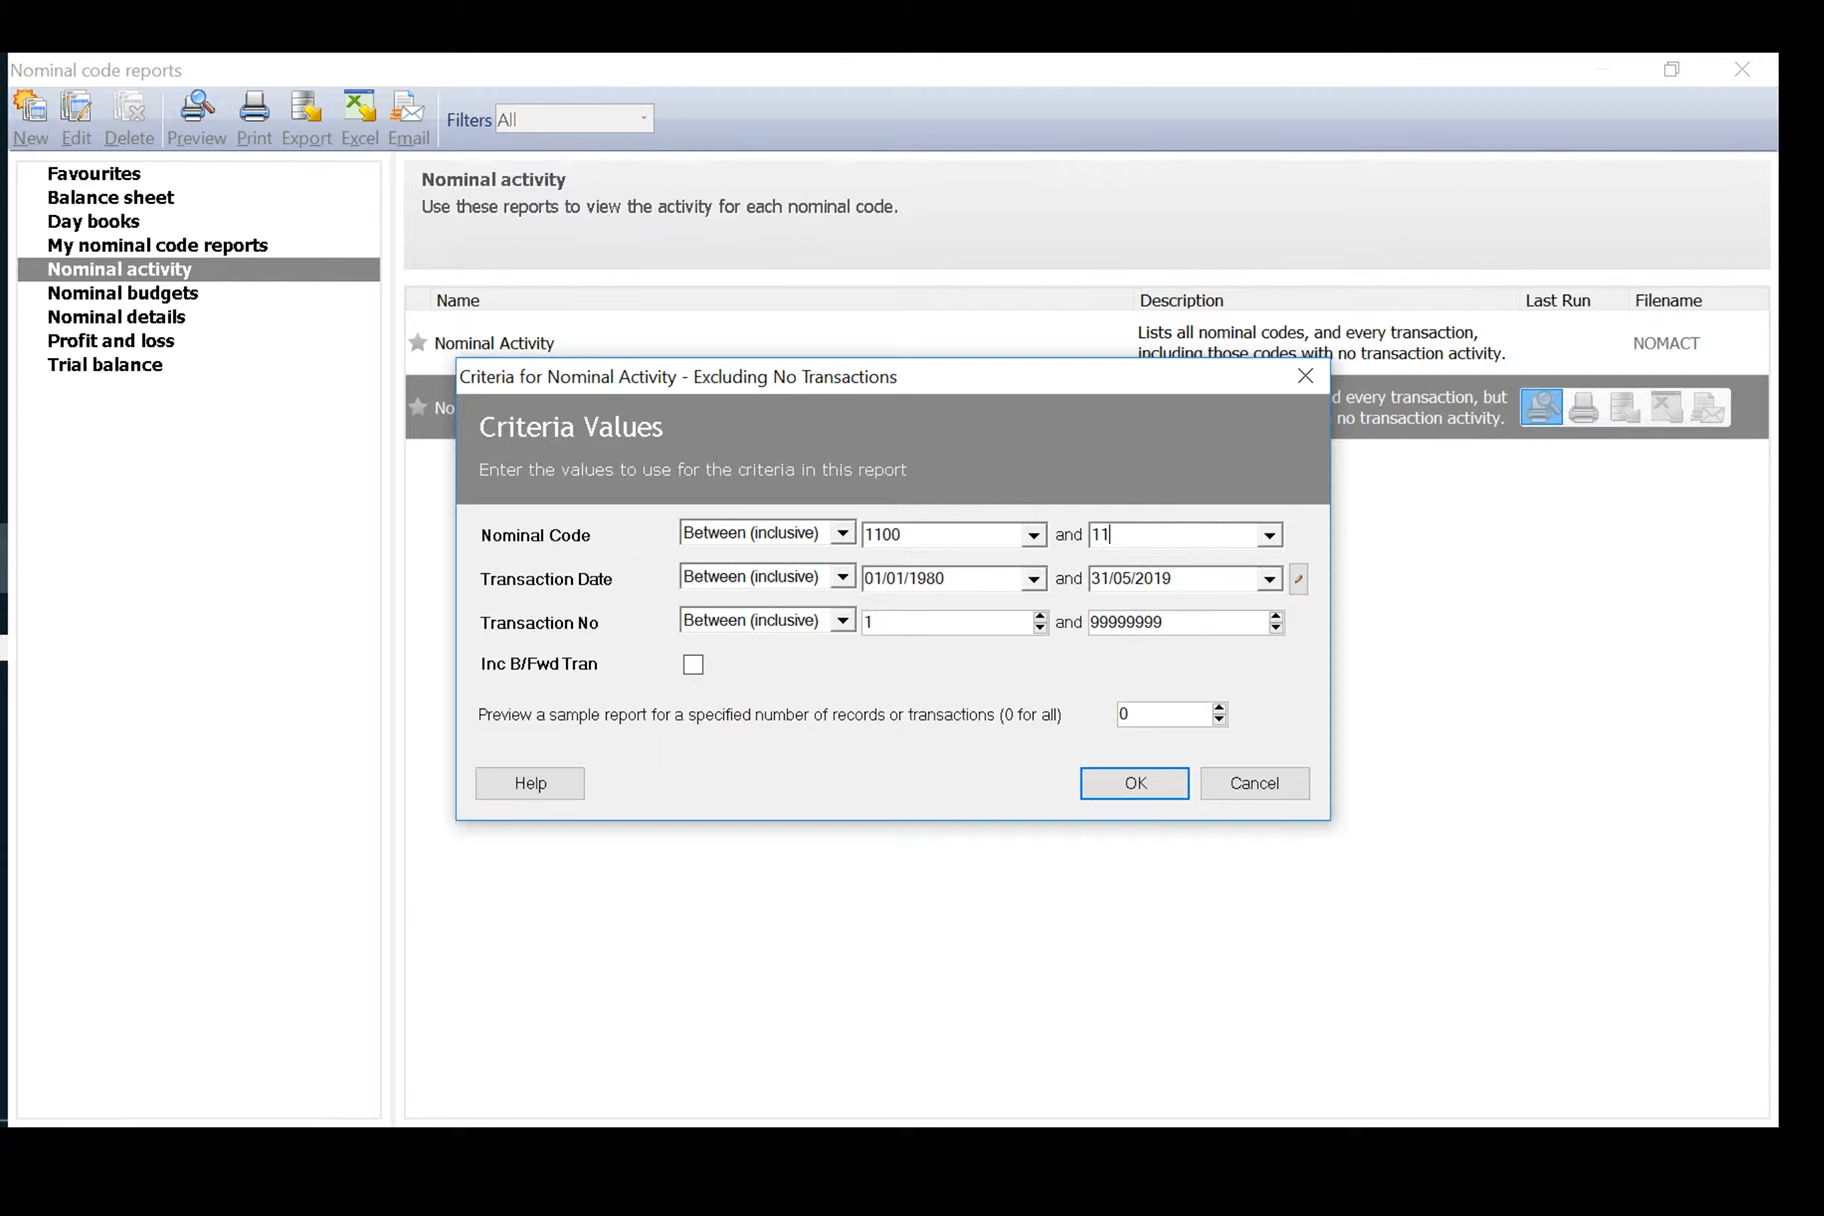 Nominal code reports
New Edit Delete Preview Print Export Excel Email Filters All
Favourites
Balance sheet
Day books
My nominal code reports
Nominal activity
Nominal budgets
Nominal details
Profit and loss
Trial balance
Nominal activity
Use these reports to view the activity for each nominal code.
Name Description Last Run Filename
Nominal Activity
Lists all nominal codes, and every transaction,
including those codes with no transaction activity.
NOMACT
No
d every transaction, but
no transaction activity.
Criteria for Nominal Activity - Excluding No Transactions
Criteria Values
Enter the values to use for the criteria in this report
Nominal Code Between (inclusive) 1100 and 11
Transaction Date Between (inclusive) 01/01/1980 and 31/05/2019
Transaction No Between (inclusive) 1 and 99999999
Inc B/Fwd Tran
Preview a sample report for a specified number of records or transactions (0 for all) 0
Help OK Cancel